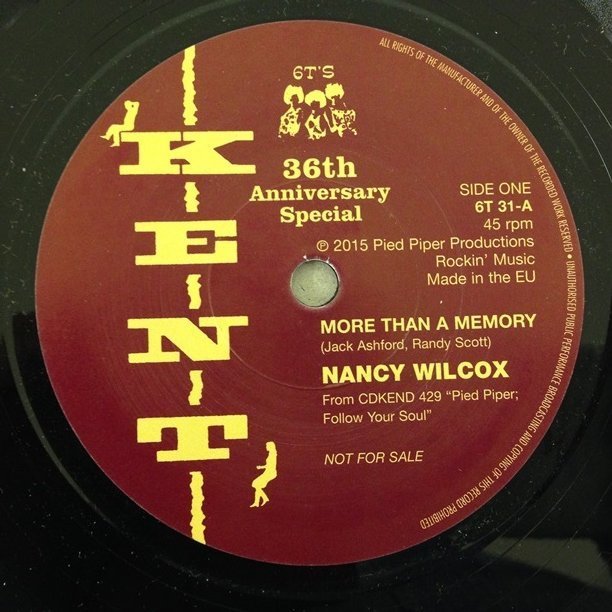 6T'S
KENT
36th
Anniversary
Special
SIDE ONE
6T 31-A
45 rpm
℗ 2015 Pied Piper Productions
Rockin' Music
Made in the EU
MORE THAN A MEMORY
(Jack Ashford, Randy Scott)
NANCY WILCOX
From CDKEND 429 "Pied Piper;
Follow Your Soul"
NOT FOR SALE
ALL RIGHTS OF THE MANUFACTURER AND OF THE OWNER OF THE RECORDED WORK RESERVED • UNAUTHORISED PUBLIC PERFORMANCE BROADCASTING AND COPYING OF THIS RECORD PROHIBITED